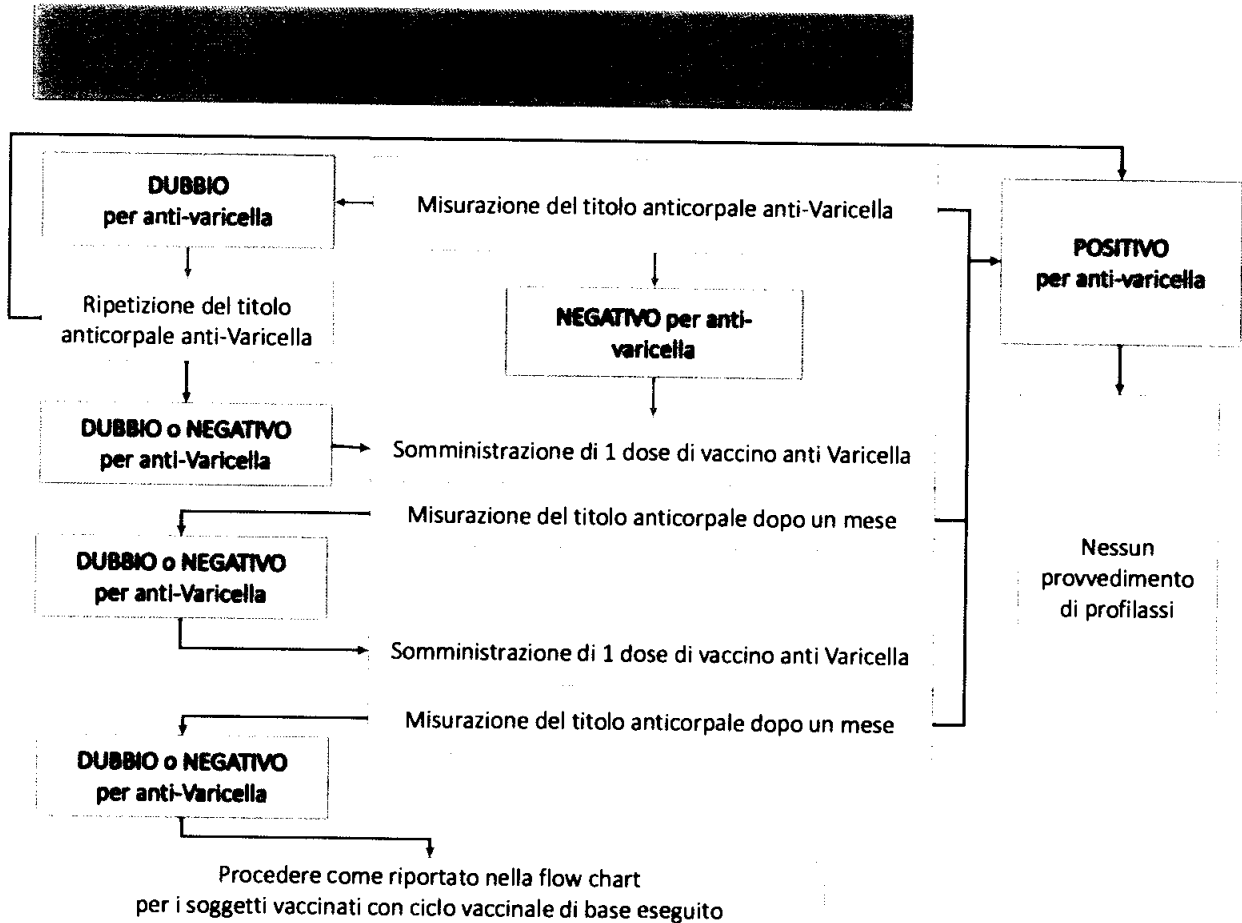 DUBBIO
per anti-varicella
Misurazione del titolo anticorpale anti-Varicella
POSITIVO
per anti-varicella
Ripetizione del titolo
anticorpale anti-Varicella
NEGATIVO per anti-
varicella
DUBBIO o NEGATIVO
per anti-Varicella
Somministrazione di 1 dose di vaccino anti Varicella
Misurazione del titolo anticorpale dopo un mese
DUBBIO o NEGATIVO
per anti-Varicella
Nessun
provvedimento
di profilassi
Somministrazione di 1 dose di vaccino anti Varicella
Misurazione del titolo anticorpale dopo un mese
DUBBIO o NEGATIVO
per anti-Varicella
Procedere come riportato nella flow chart
per i soggetti vaccinati con ciclo vaccinale di base eseguito